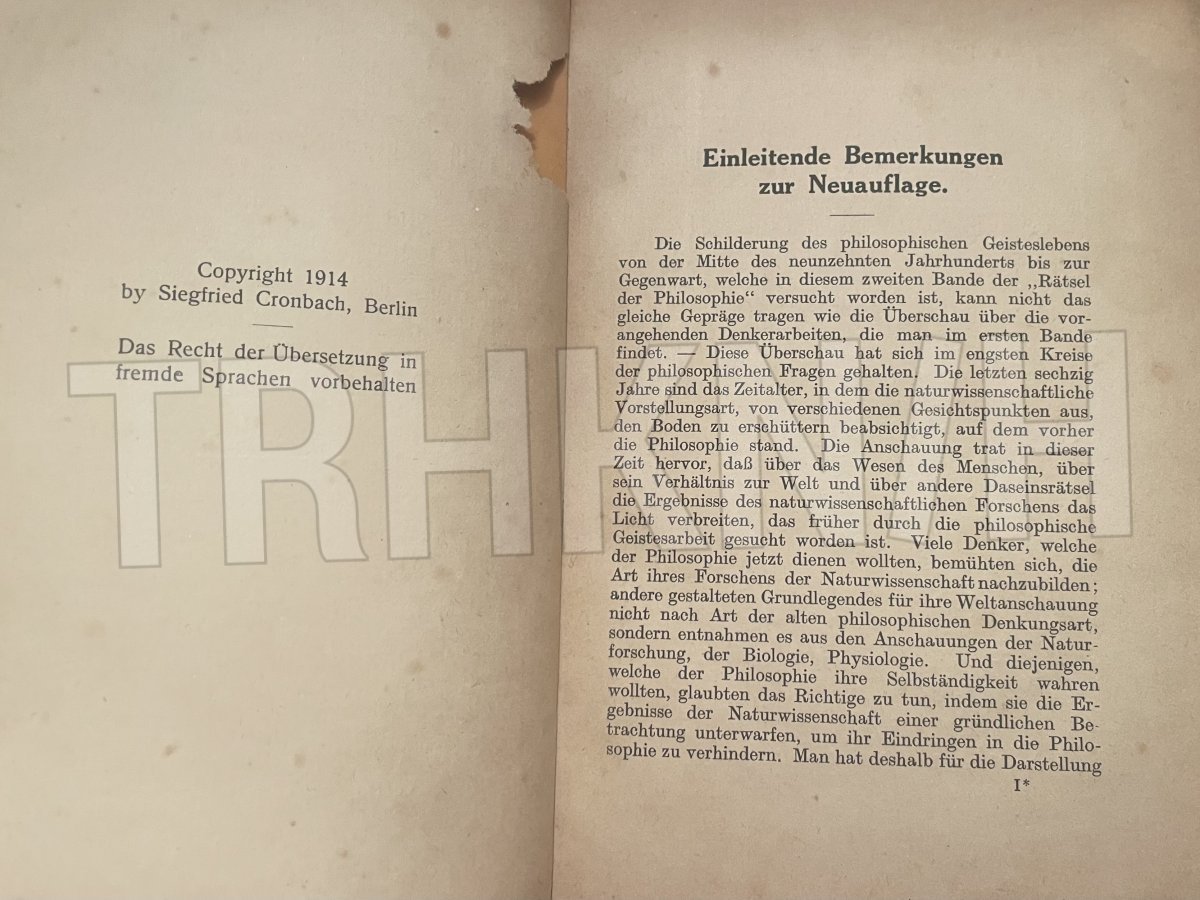 Copyright 1914
by Siegfried Cronbach, Berlin
Das Recht der Übersetzung in
fremde Sprachen vorbehalten
Einleitende Bemerkungen
zur Neuauflage.
Die Schilderung des philosophischen Geisteslebens
von der Mitte des neunzehnten Jahrhunderts bis zur
Gegenwart, welche in diesem zweiten Bande der „Rätsel
der Philosophie“ versucht worden ist, kann nicht das
gleiche Gepräge tragen wie die Überschau über die vor-
angehenden Denkerarbeiten, die man im ersten Bande
findet. — Diese Überschau hat sich im engsten Kreise
der philosophischen Fragen gehalten. Die letzten sechzig
Jahre sind das Zeitalter, in dem die naturwissenschaftliche
Vorstellungsart, von verschiedenen Gesichtspunkten aus,
den Boden zu erschüttern beabsichtigt, auf dem vorher
die Philosophie stand. Die Anschauung trat in dieser
Zeit hervor, daß über das Wesen des Menschen, über
sein Verhältnis zur Welt und über andere Daseinsrätsel
die Ergebnisse des naturwissenschaftlichen Forschens das
Licht verbreiten, das früher durch die philosophische
Geistesarbeit gesucht worden ist. Viele Denker, welche
der Philosophie jetzt dienen wollten, bemühten sich, die
Art ihres Forschens der Naturwissenschaft nachzubilden;
andere gestalteten Grundlegendes für ihre Weltanschauung
nicht nach Art der alten philosophischen Denkungsart,
sondern entnahmen es aus den Anschauungen der Natur-
forschung, der Biologie, Physiologie. Und diejenigen,
welche der Philosophie ihre Selbständigkeit wahren
wollten, glaubten das Richtige zu tun, indem sie die Er-
gebnisse der Naturwissenschaft einer gründlichen Be-
trachtung unterwarfen, um ihr Eindringen in die Philo-
sophie zu verhindern. Man hat deshalb für die Darstellung
I*